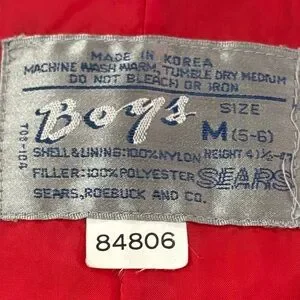 MADE IN KOREA
MACHINE WASH WARM, TUMBLE DRY MEDIUM
DO NOT BLEACH OR IRON
Boys SIZE
M (5-6)
SHELL & LINING: 100% NYLON HEIGHT
FILLER: 100% POLYESTER SEARS
SEARS, ROEBUCK AND CO.
84806